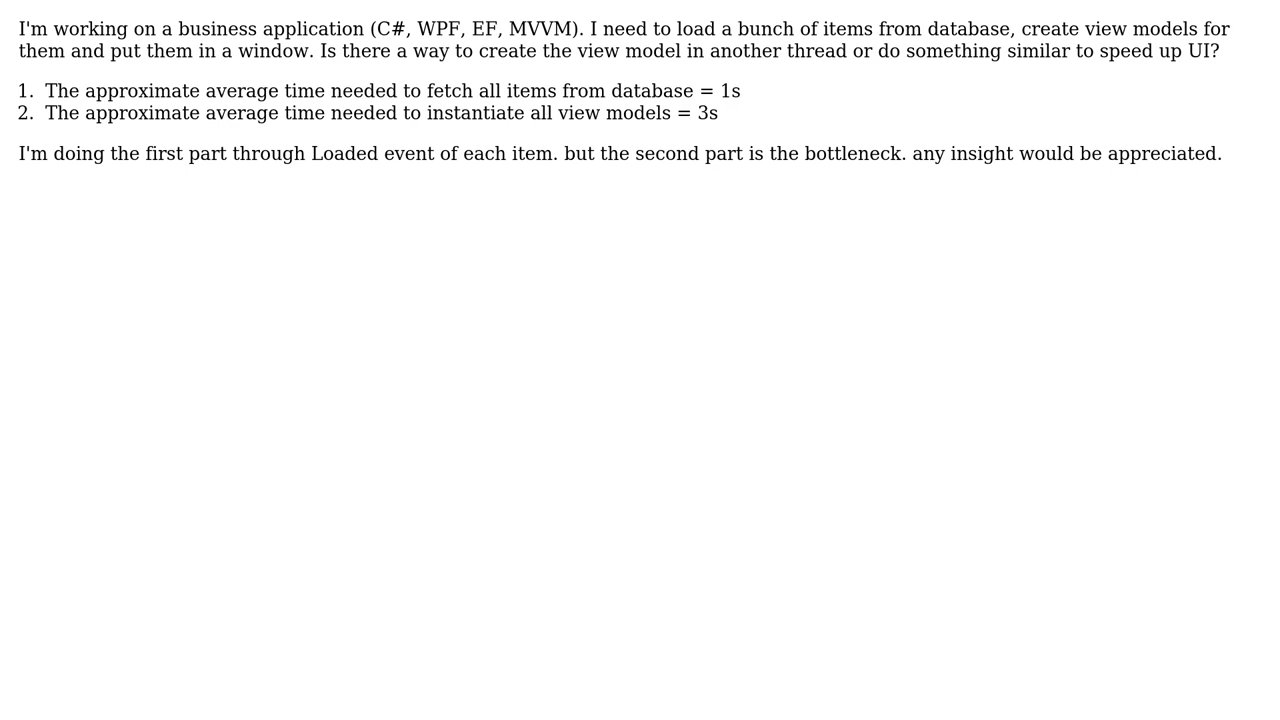 I'm working on a business application (C#, WPF, EF, MVVM). I need to load a bunch of items from database, create view models for
them and put them in a window. Is there a way to create the view model in another thread or do something similar to speed up UI?
1. The approximate average time needed to fetch all items from database = 1s
2. The approximate average time needed to instantiate all view models = 3s
I'm doing the first part through Loaded event of each item. but the second part is the bottleneck. any insight would be appreciated.